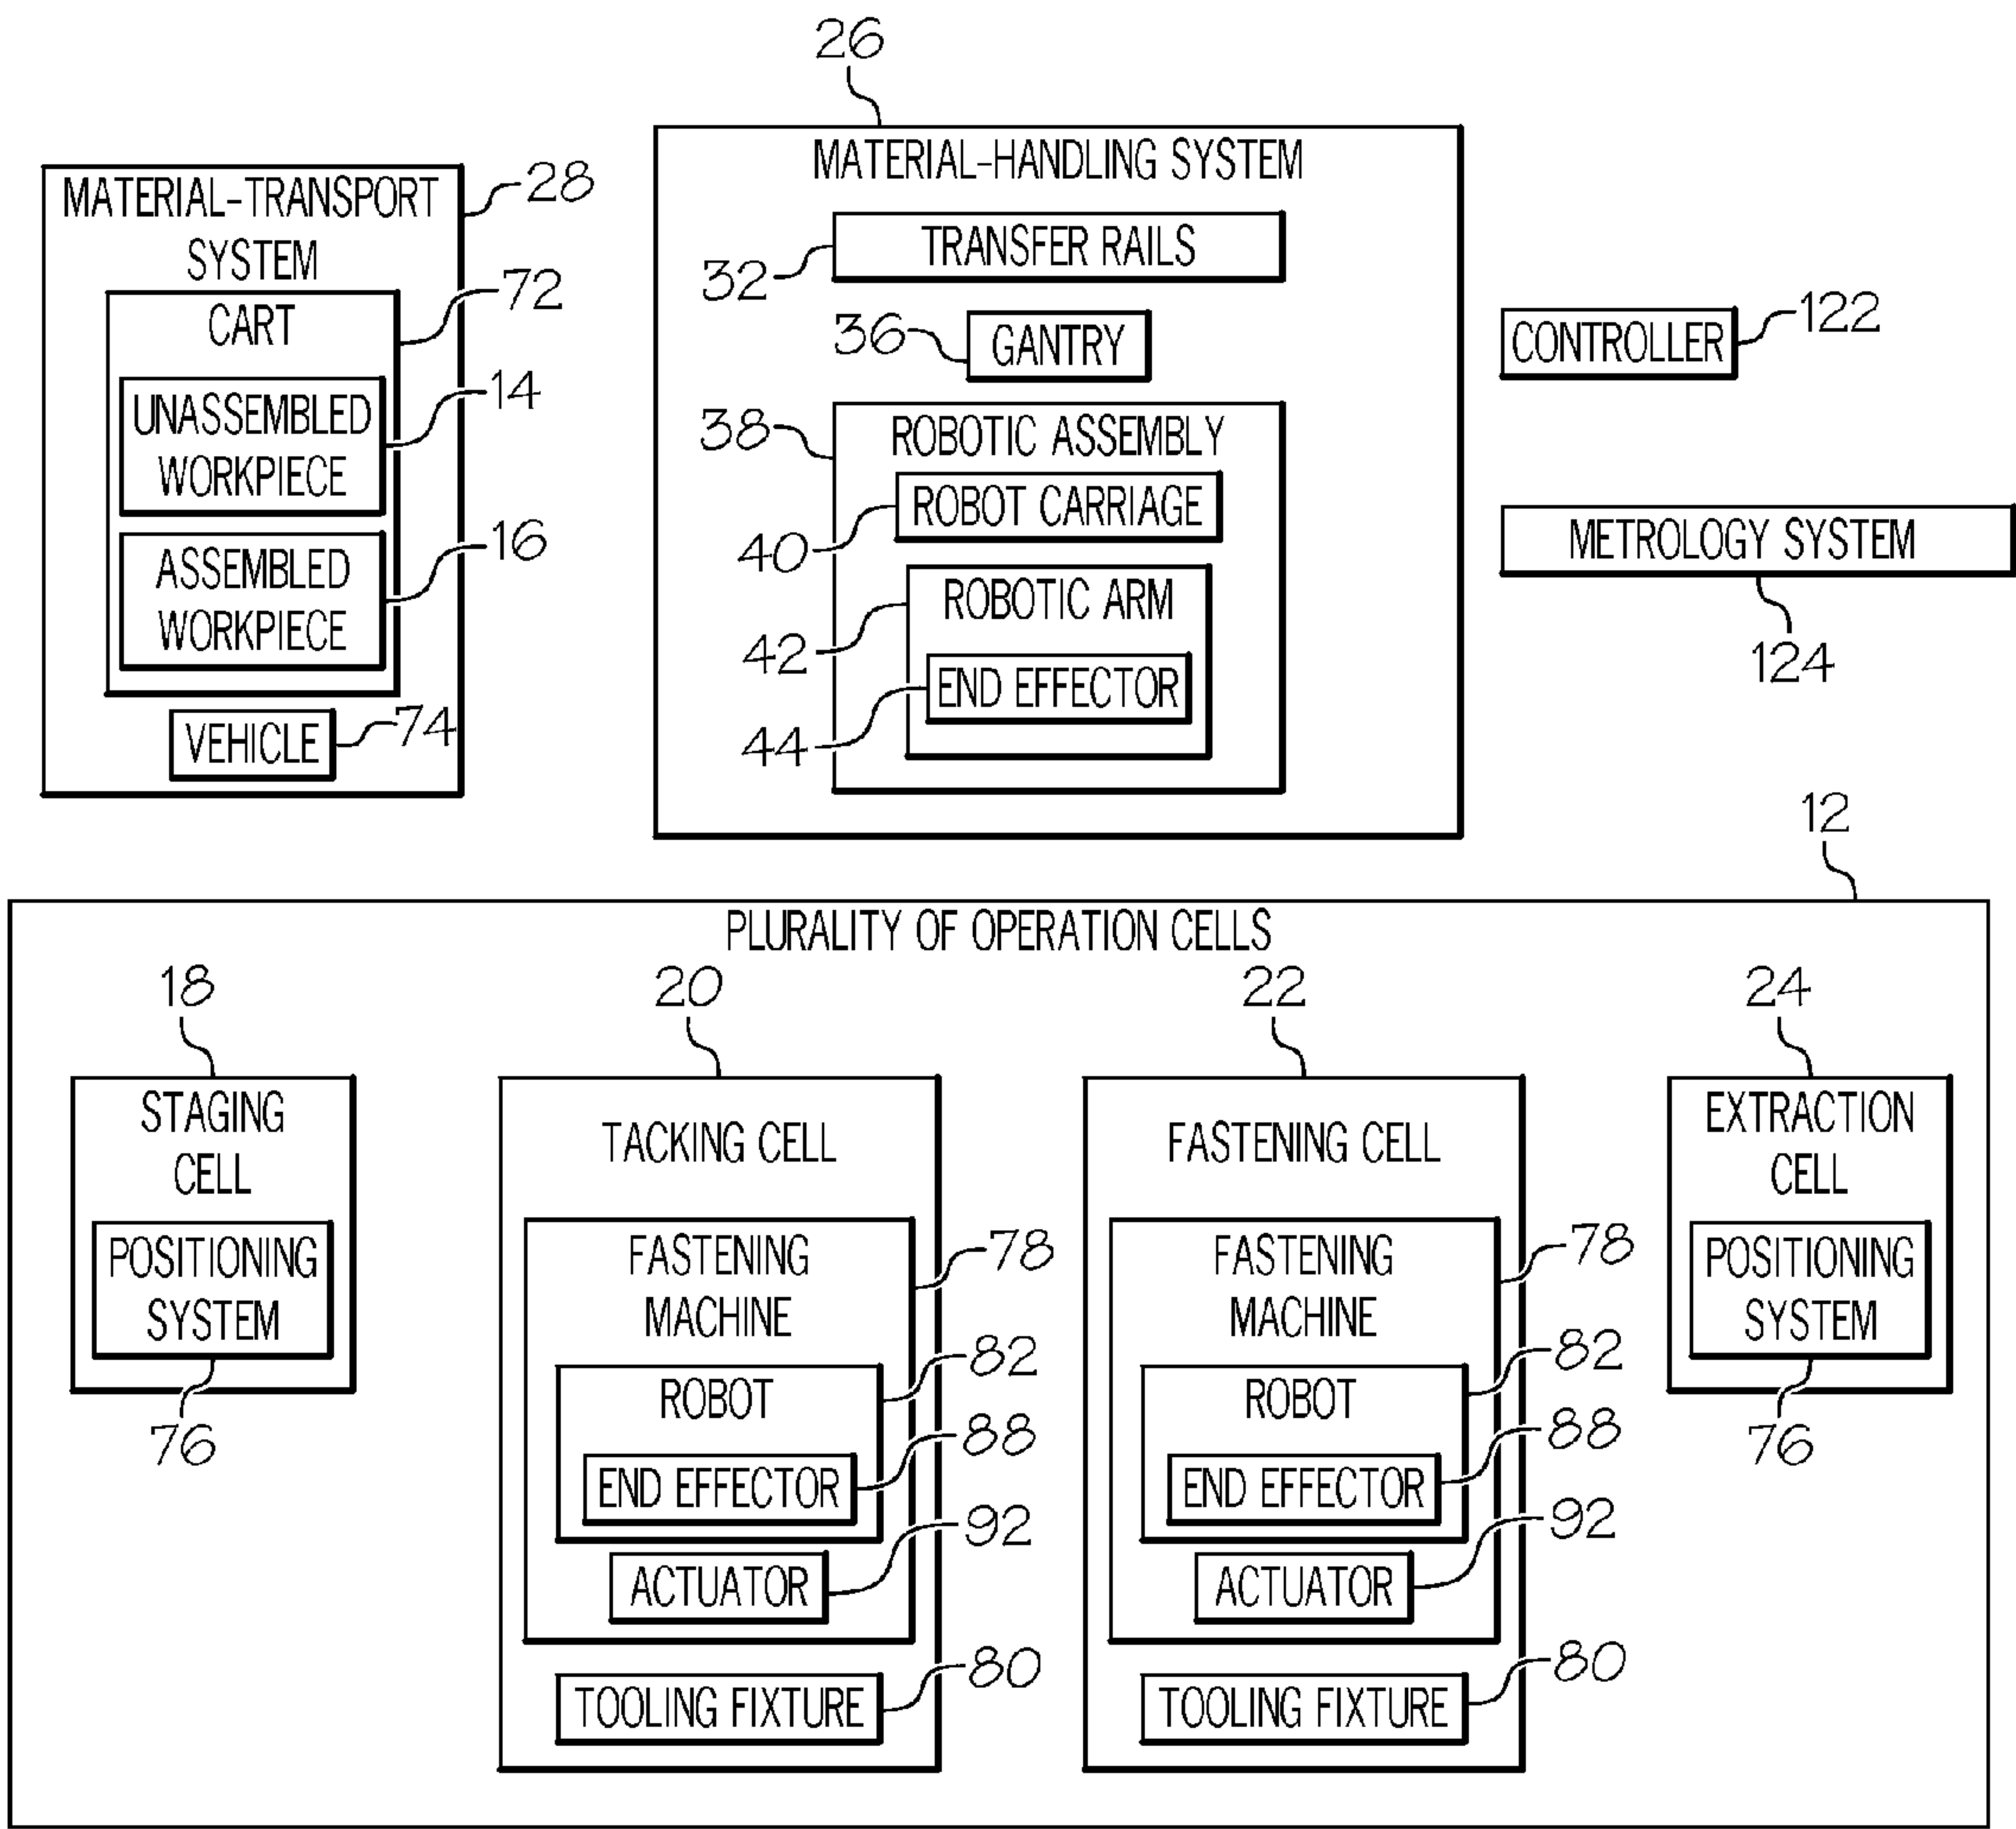 26
MATERIAL-HANDLING SYSTEM
TRANSFER RAILS
32
36
GANTRY
38
ROBOTIC ASSEMBLY
ROBOT CARRIAGE
40
ROBOTIC ARM
42
END EFFECTOR
44
28
MATERIAL-TRANSPORT
SYSTEM
72
CART
14
UNASSEMBLED
WORKPIECE
16
ASSEMBLED
WORKPIECE
VEHICLE
74
CONTROLLER
122
METROLOGY SYSTEM
124
12
PLURALITY OF OPERATION CELLS
18
STAGING
CELL
POSITIONING
SYSTEM
76
20
TACKING CELL
78
FASTENING
MACHINE
82
ROBOT
88
END EFFECTOR
92
ACTUATOR
80
TOOLING FIXTURE
22
FASTENING CELL
78
FASTENING
MACHINE
82
ROBOT
88
END EFFECTOR
92
ACTUATOR
80
TOOLING FIXTURE
24
EXTRACTION
CELL
POSITIONING
SYSTEM
76